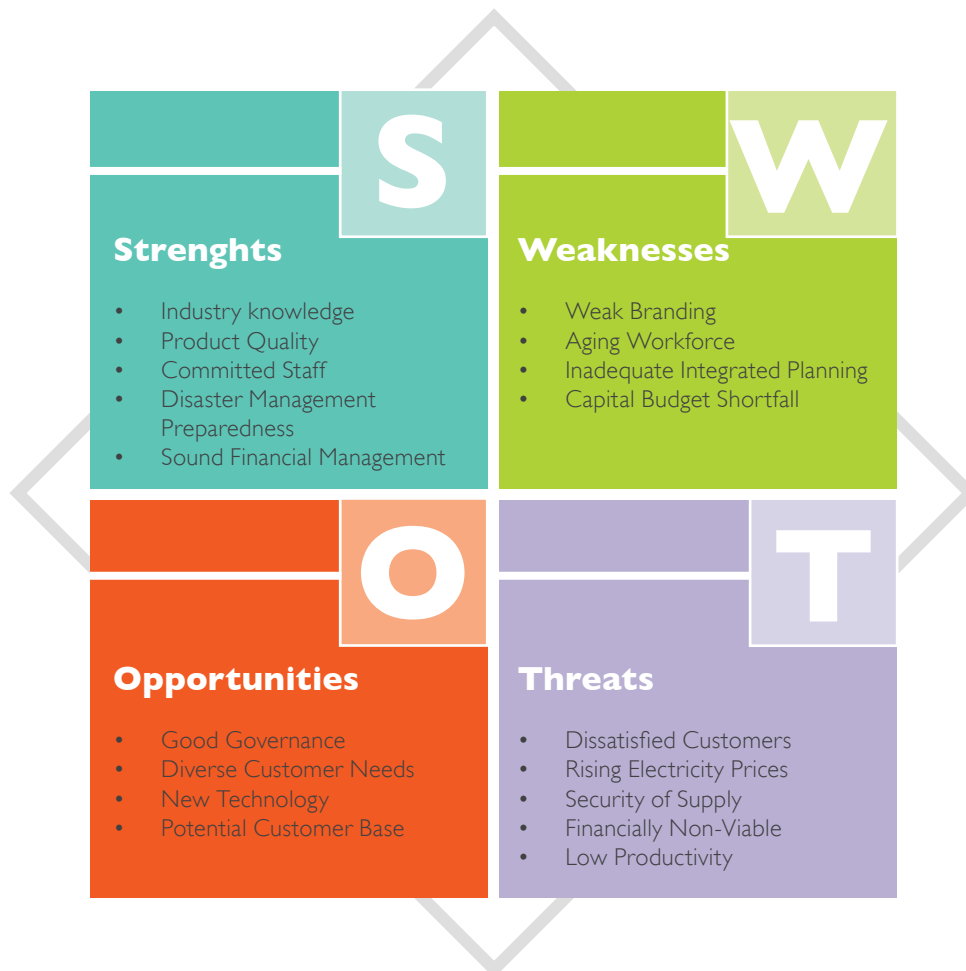 S
Strenghts
• Industry knowledge
• Product Quality
• Committed Staff
• Disaster Management
Preparedness
• Sound Financial Management
W
Weaknesses
• Weak Branding
• Aging Workforce
• Inadequate Integrated Planning
• Capital Budget Shortfall
O
Opportunities
• Good Governance
• Diverse Customer Needs
• New Technology
• Potential Customer Base
T
Threats
• Dissatisfied Customers
• Rising Electricity Prices
• Security of Supply
• Financially Non-Viable
• Low Productivity